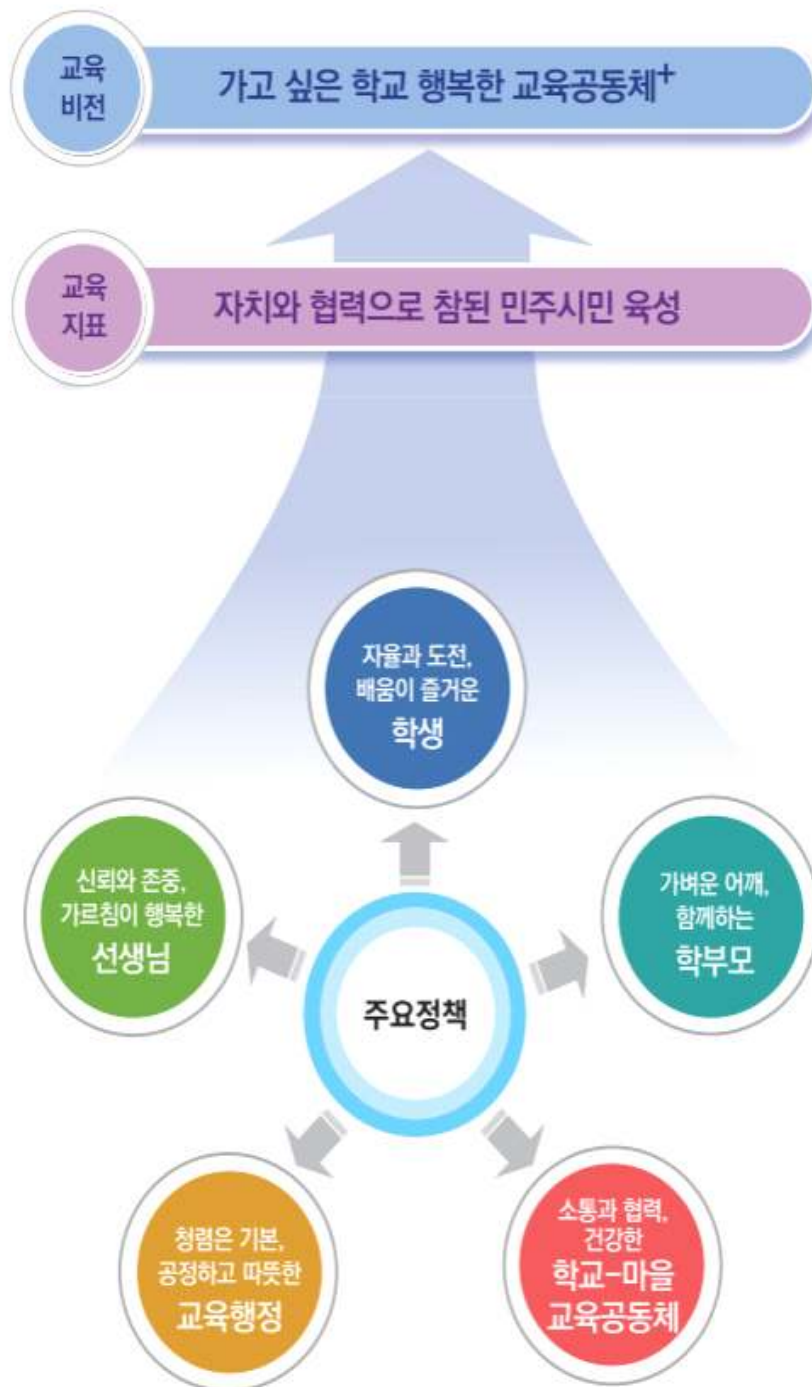 교육
비전
가고 싶은 학교 행복한 교육공동체+
교육
지표
자치와 협력으로 참된 민주시민 육성
자율과 도전,
배움이 즐거운
학생
신뢰와 존중,
가르침이 행복한
선생님
가벼운 어깨,
함께하는
학부모
주요정책
청렴은 기본,
공정하고 따뜻한
교육행정
소통과 협력,
건강한
학교-마을
교육공동체